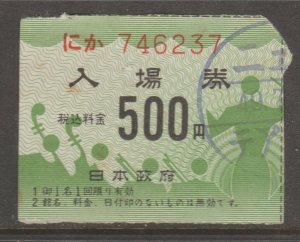 にか 746237
入場券
税込料金 500円
日本政府
1御1名1回限り有効
2館名、料金、日付印のないものは無効です。